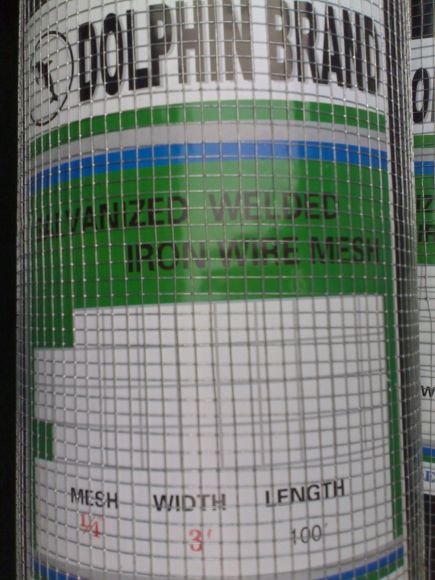 DOLPHIN BRAND
GALVANIZED WELDED
IRON WIRE MESH
MESH WIDTH LENGTH
1/4 3' 100'